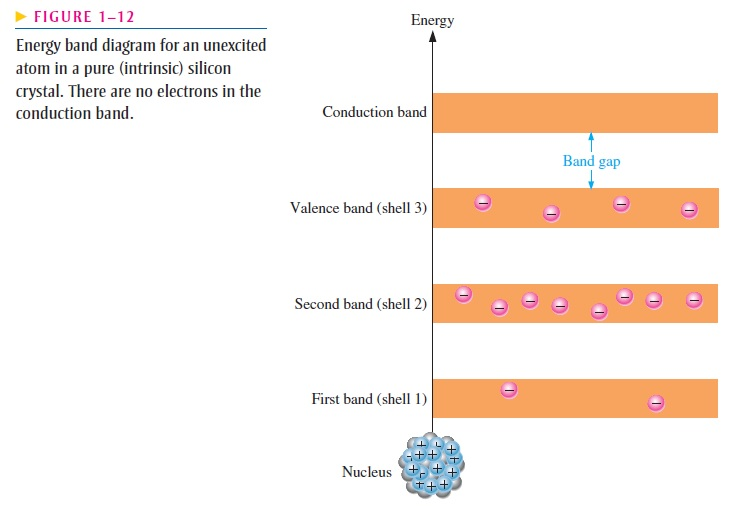 FIGURE 1–12
Energy band diagram for an unexcited
atom in a pure (intrinsic) silicon
crystal. There are no electrons in the
conduction band.
Energy
Conduction band
Band gap
Valence band (shell 3)
Second band (shell 2)
First band (shell 1)
Nucleus